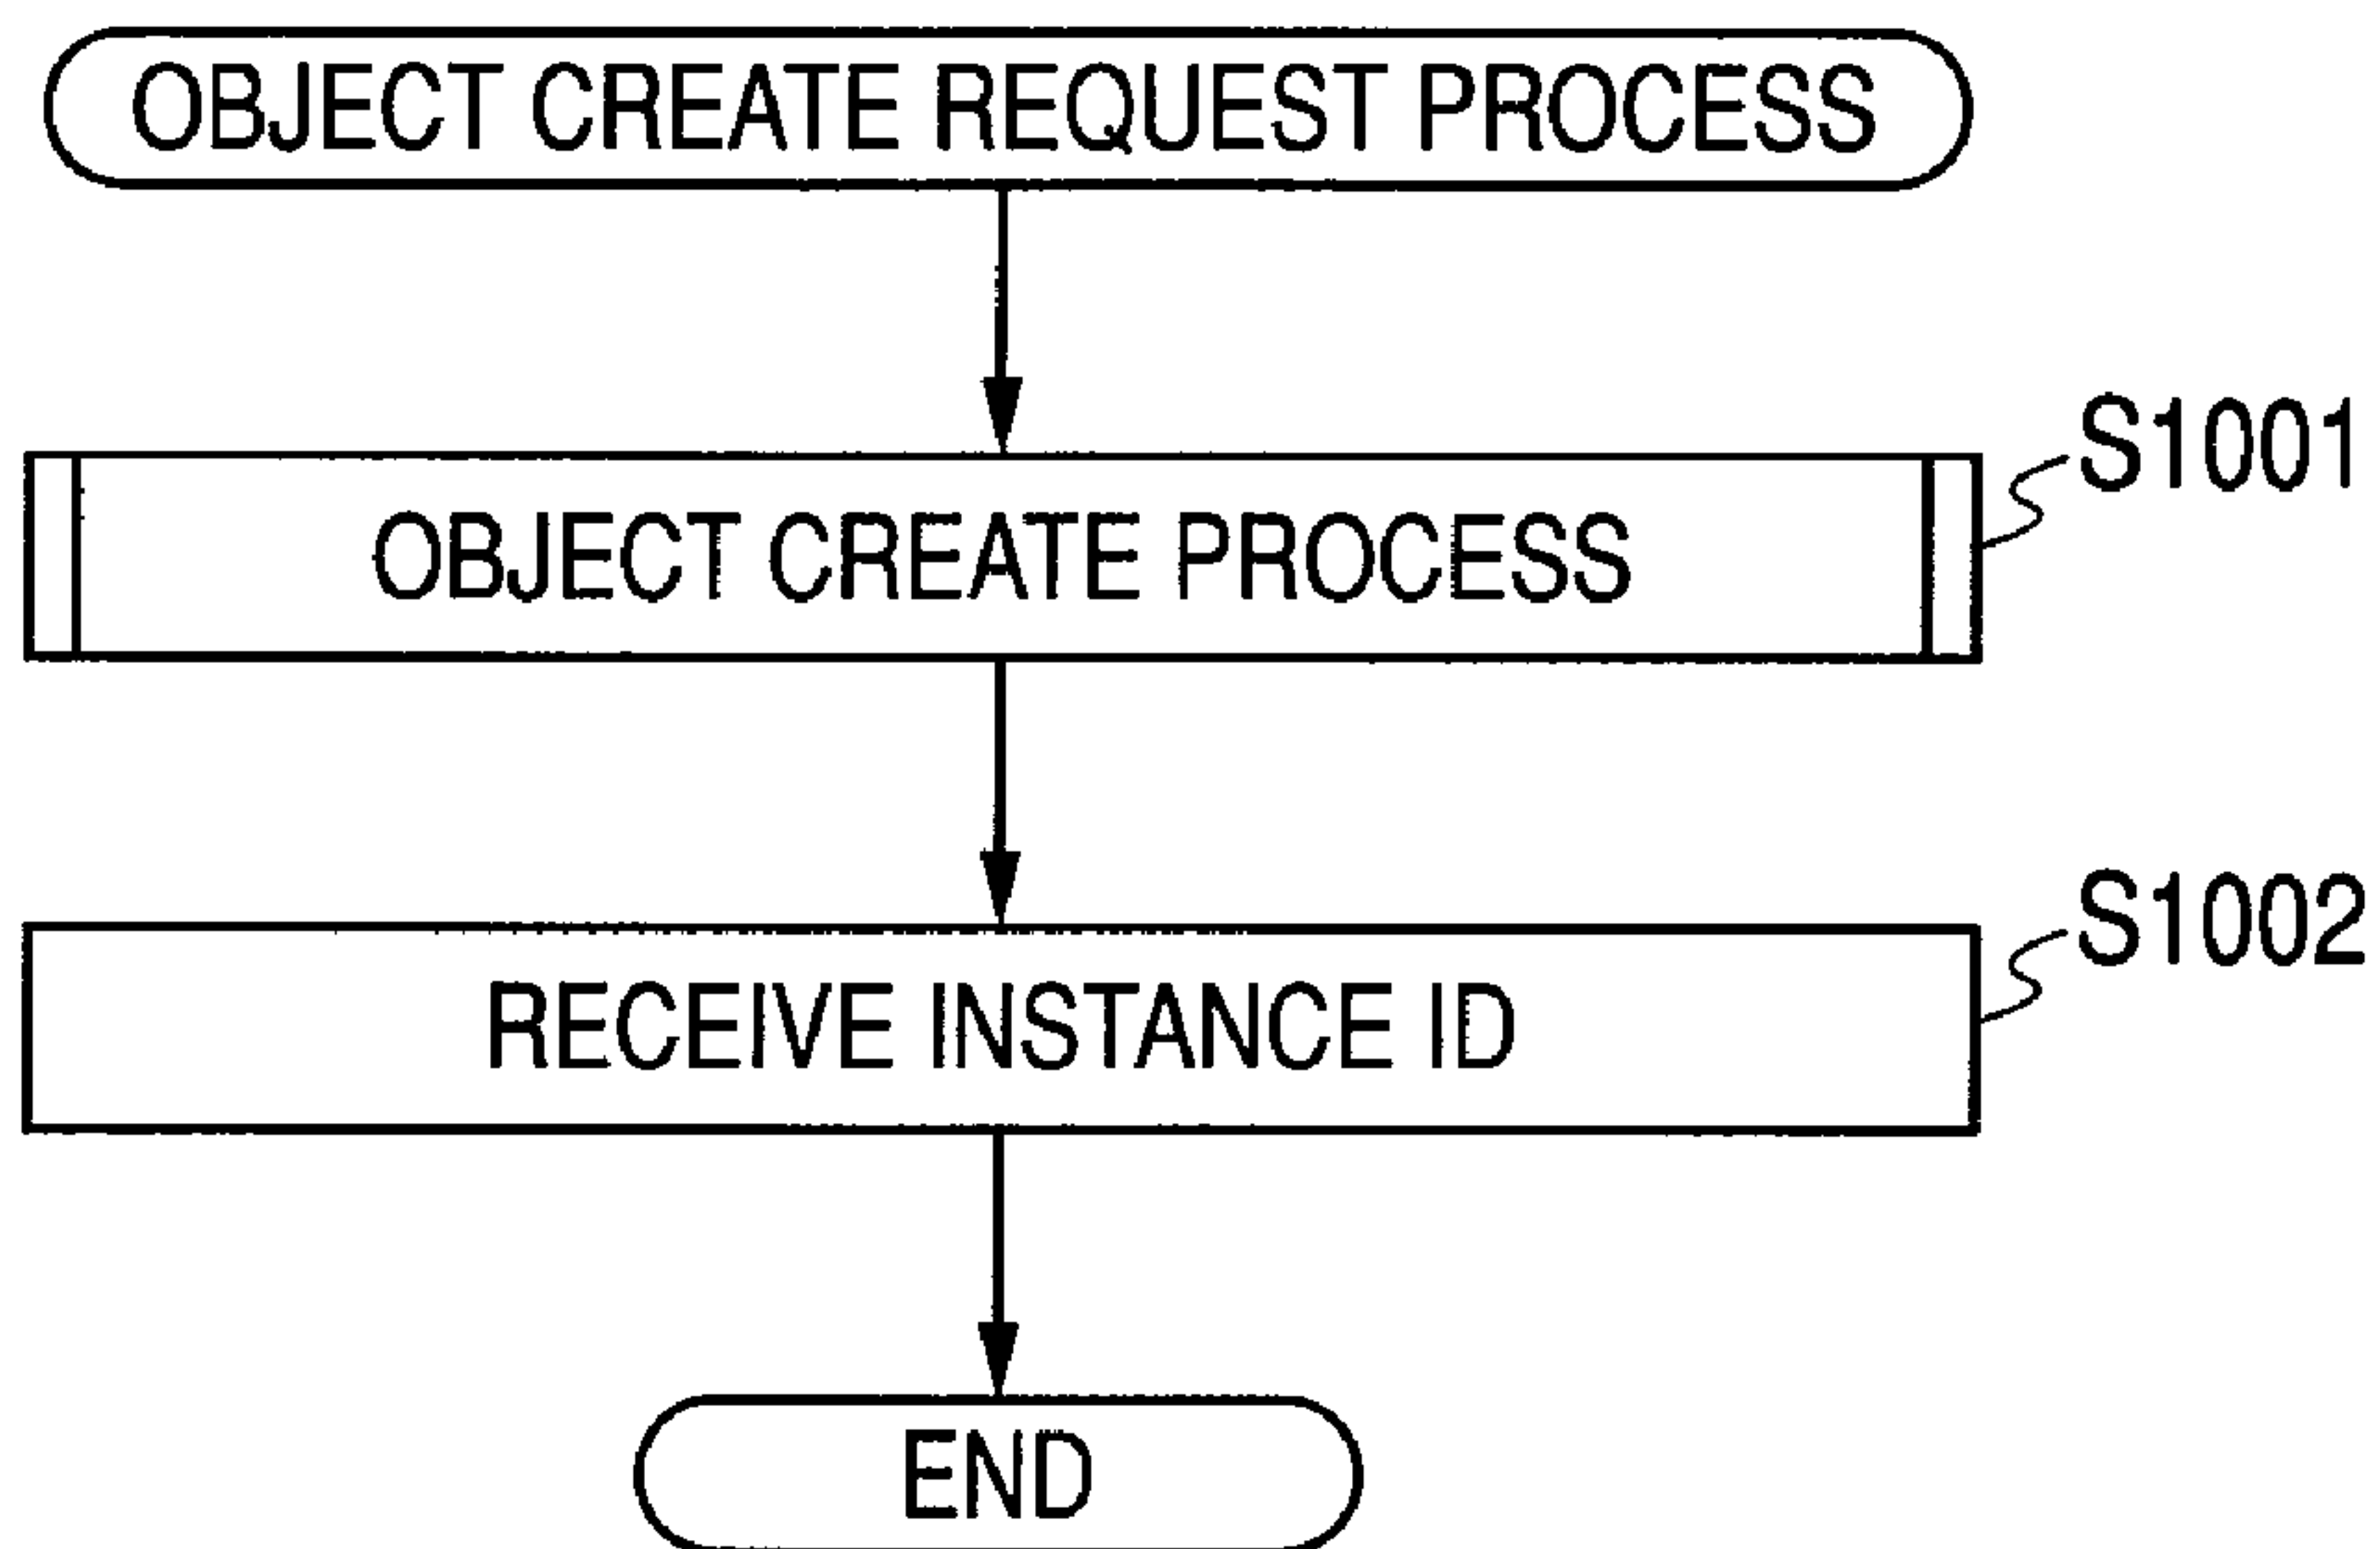 OBJECT CREATE REQUEST PROCESS
S1001
OBJECT CREATE PROCESS
S1002
RECEIVE INSTANCE ID
END